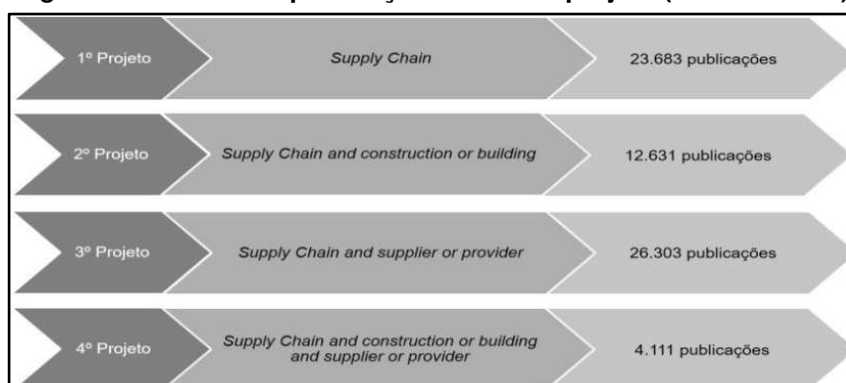 1º Projeto
Supply Chain
23.683 publicações
2º Projeto
Supply Chain and construction or building
12.631 publicações
3º Projeto
Supply Chain and supplier or provider
26.303 publicações
4º Projeto
Supply Chain and construction or building
and supplier or provider
4.111 publicações